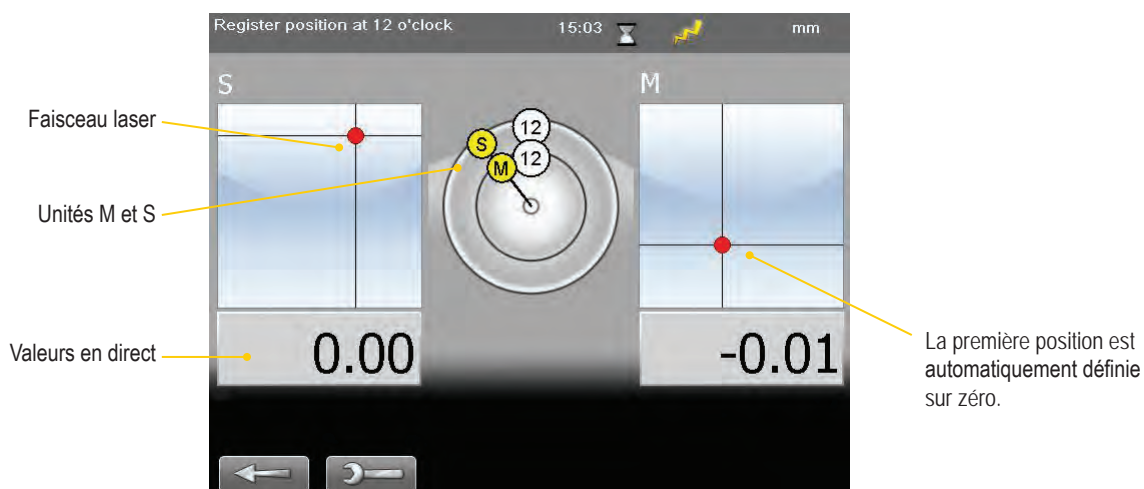 Register position at 12 o'clock 15:03 mm
S
M
Faisceau laser
12
S
12
M
Unités M et S
Valeurs en direct
0.00
-0.01
La première position est
automatiquement définie
sur zéro.